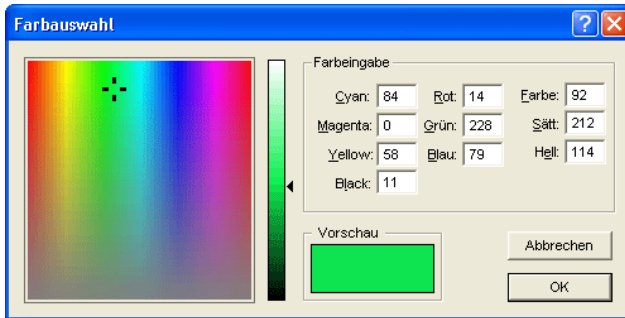 Farbauswahl
Farbeingabe
Cyan: 84 Rot: 14 Farbe: 92
Magenta: 0 Grün: 228 Sätt: 212
Yellow: 58 Blau: 79 Hell: 114
Black: 11
Vorschau
Abbrechen
OK